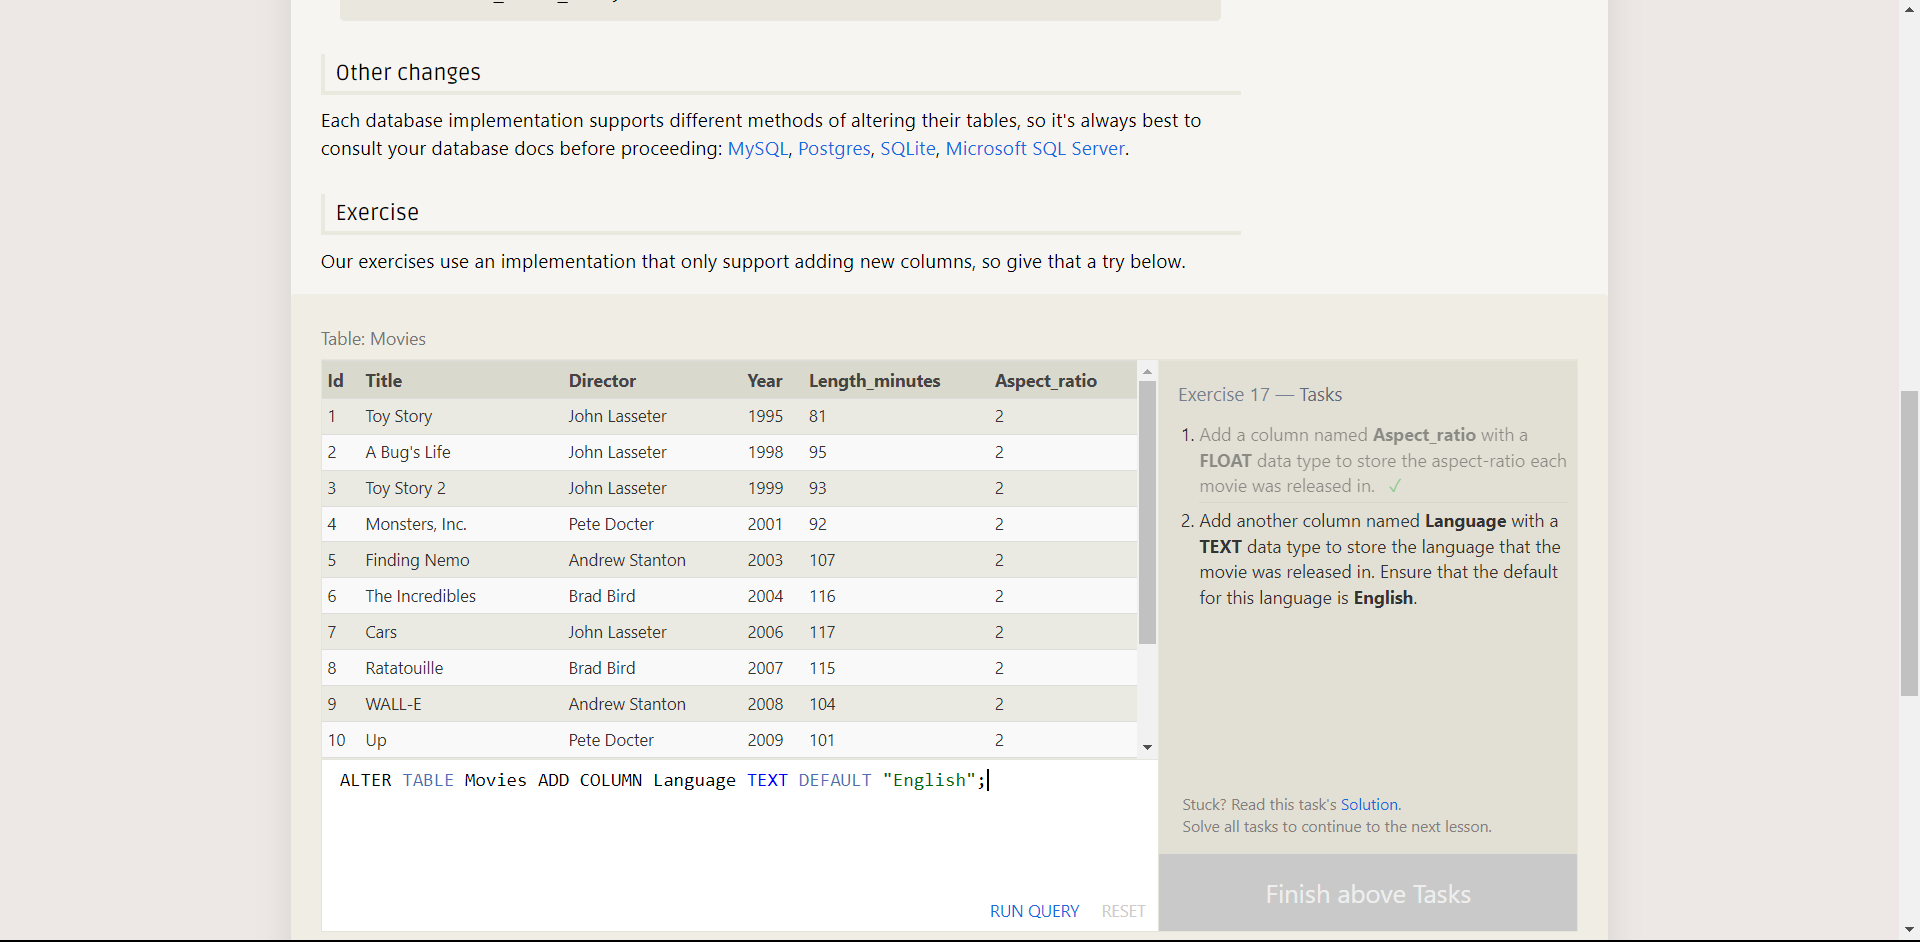 Other changes
Each database implementation supports different methods of altering their tables, so it's always best to
consult your database docs before proceeding: MySQL, Postgres, SQLite, Microsoft SQL Server.
Exercise
Our exercises use an implementation that only support adding new columns, so give that a try below.
Table: Movies
Id Title Director Year Length_minutes Aspect_ratio
1 Toy Story John Lasseter 1995 81 2
2 A Bug's Life John Lasseter 1998 95 2
3 Toy Story 2 John Lasseter 1999 93 2
4 Monsters, Inc. Pete Docter 2001 92 2
5 Finding Nemo Andrew Stanton 2003 107 2
6 The Incredibles Brad Bird 2004 116 2
7 Cars John Lasseter 2006 117 2
8 Ratatouille Brad Bird 2007 115 2
9 WALL-E Andrew Stanton 2008 104 2
10 Up Pete Docter 2009 101 2
ALTER TABLE Movies ADD COLUMN Language TEXT DEFAULT "English";
RUN QUERY RESET
Exercise 17 — Tasks
1. Add a column named Aspect_ratio with a
FLOAT data type to store the aspect-ratio each
movie was released in. ✓
2. Add another column named Language with a
TEXT data type to store the language that the
movie was released in. Ensure that the default
for this language is English.
Stuck? Read this task's Solution.
Solve all tasks to continue to the next lesson.
Finish above Tasks